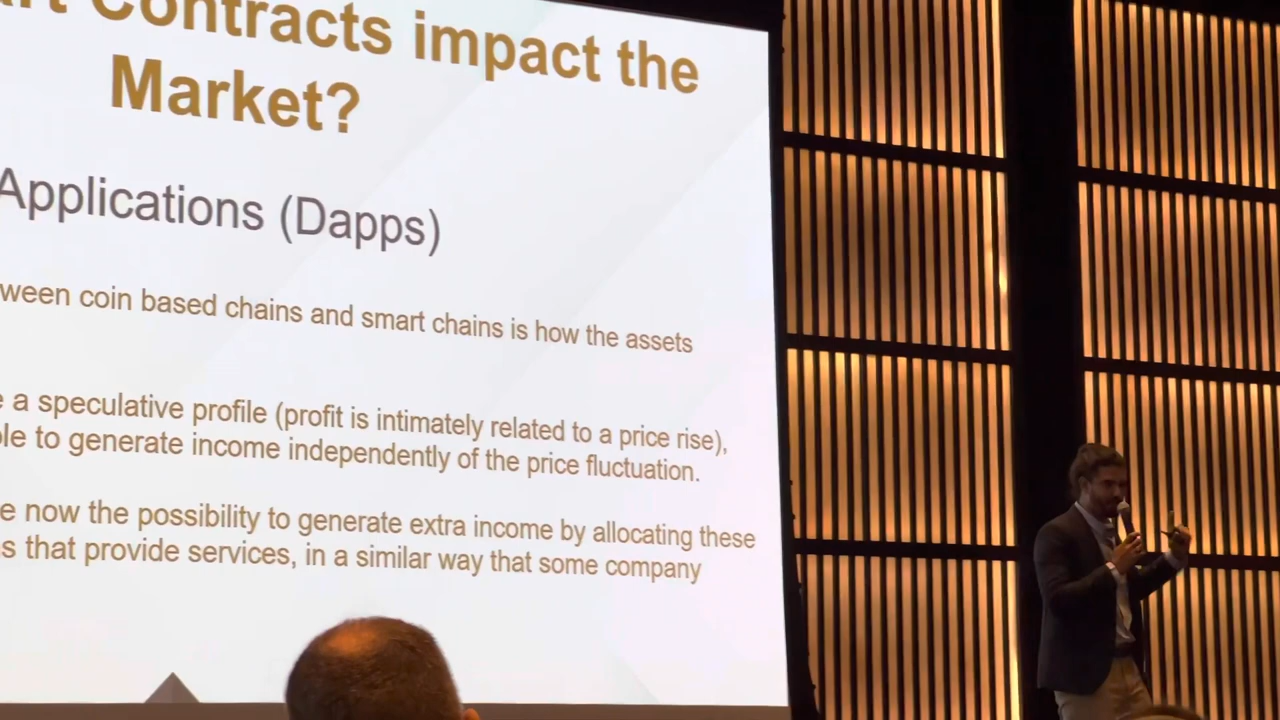 Contracts impact the
Market?
Applications (Dapps)
coin based chains and smart chains is how the assets
a speculative profile (profit is intimately related to a price rise),
to generate income independently of the price fluctuation.
now the possibility to generate extra income by allocating these
that provide services, in a similar way that some company